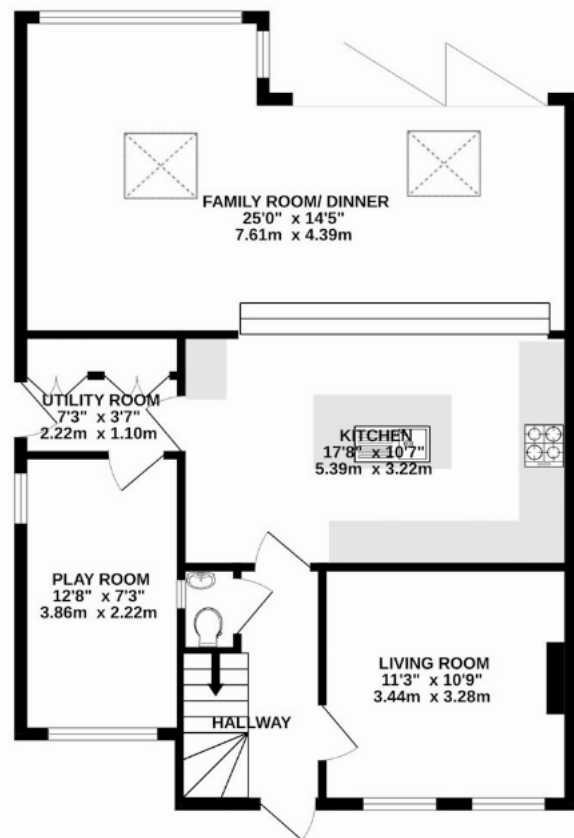 FAMILY ROOM/ DINNER
25'0" x 14'5"
7.61m x 4.39m
UTILITY ROOM
7'3" x 3'7"
2.22m x 1.10m
KITCHEN
17'8" x 10'7"
5.39m x 3.22m
PLAY ROOM
12'8" x 7'3"
3.86m x 2.22m
LIVING ROOM
11'3" x 10'9"
3.44m x 3.28m
HALLWAY